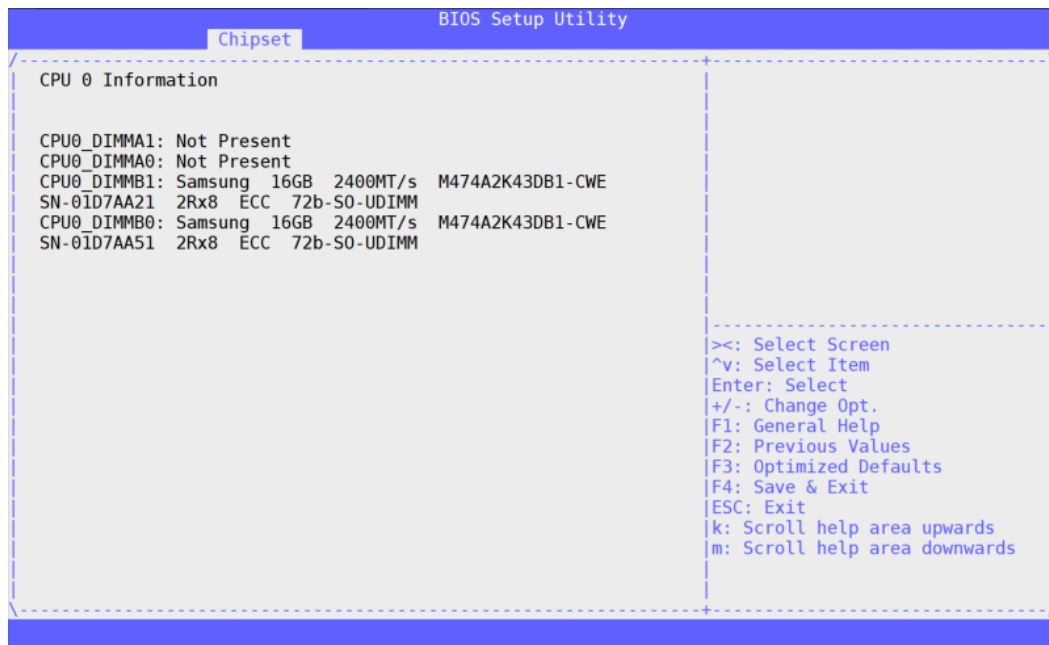 BIOS Setup Utility
Chipset
CPU 0 Information
CPU0_DIMMA1: Not Present
CPU0_DIMMA0: Not Present
CPU0_DIMMB1: Samsung  16GB  2400MT/s  M474A2K43DB1-CWE
SN-01D7AA21  2Rx8  ECC  72b-SO-UDIMM
CPU0_DIMMB0: Samsung  16GB  2400MT/s  M474A2K43DB1-CWE
SN-01D7AA51  2Rx8  ECC  72b-SO-UDIMM
><: Select Screen
^v: Select Item
Enter: Select
+/-: Change Opt.
F1: General Help
F2: Previous Values
F3: Optimized Defaults
F4: Save & Exit
ESC: Exit
k: Scroll help area upwards
m: Scroll help area downwards